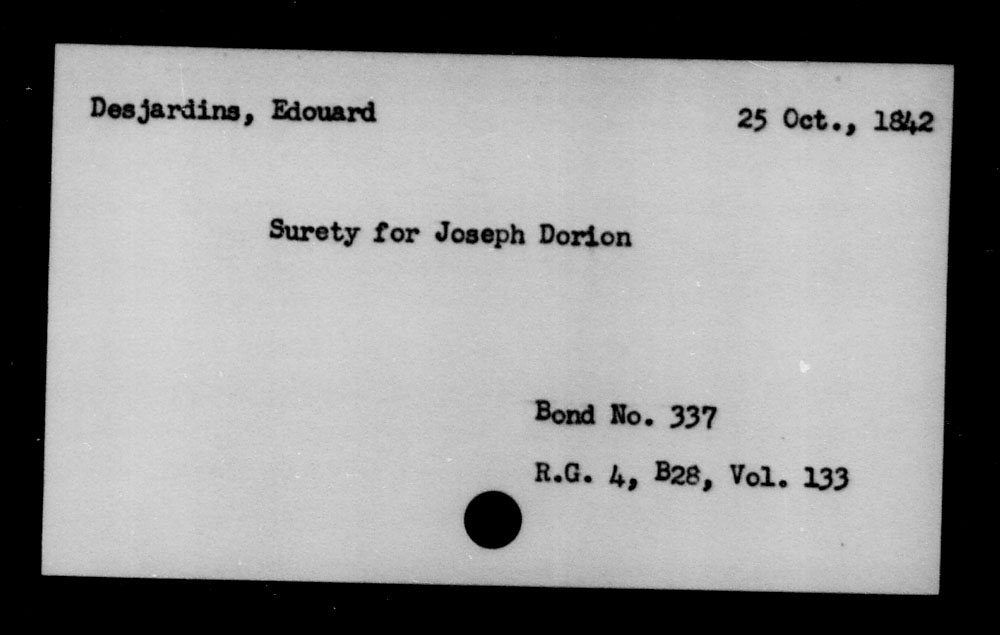 Desjardins, Edouard
25 Oct., 1842
Surety for Joseph Dorion
Bond No. 337
R.G. 4, B28, Vol. 133